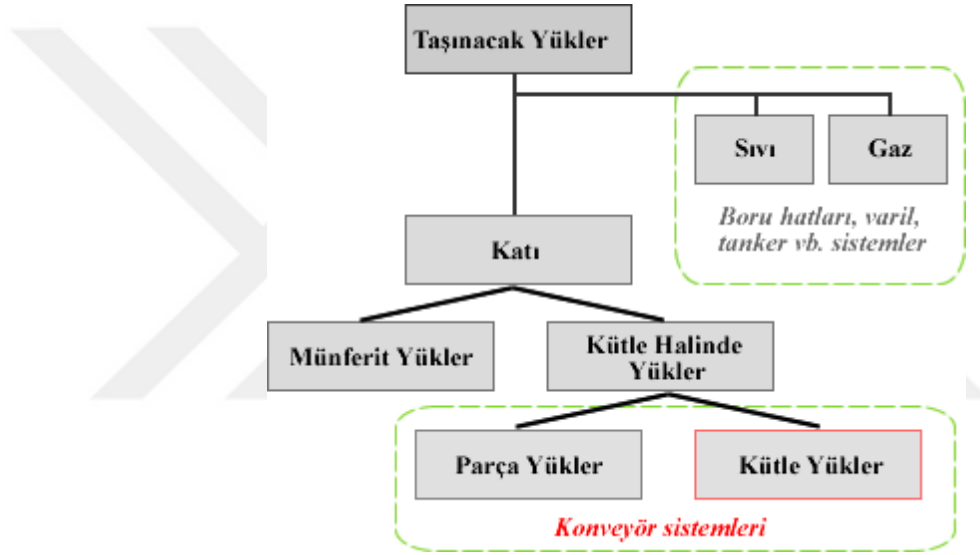 Taşınacak Yükler
Sıvı
Gaz
Boru hatları, varil,
tanker vb. sistemler
Katı
Münferit Yükler
Kütle Halinde
Yükler
Parça Yükler
Kütle Yükler
Konveyör sistemleri